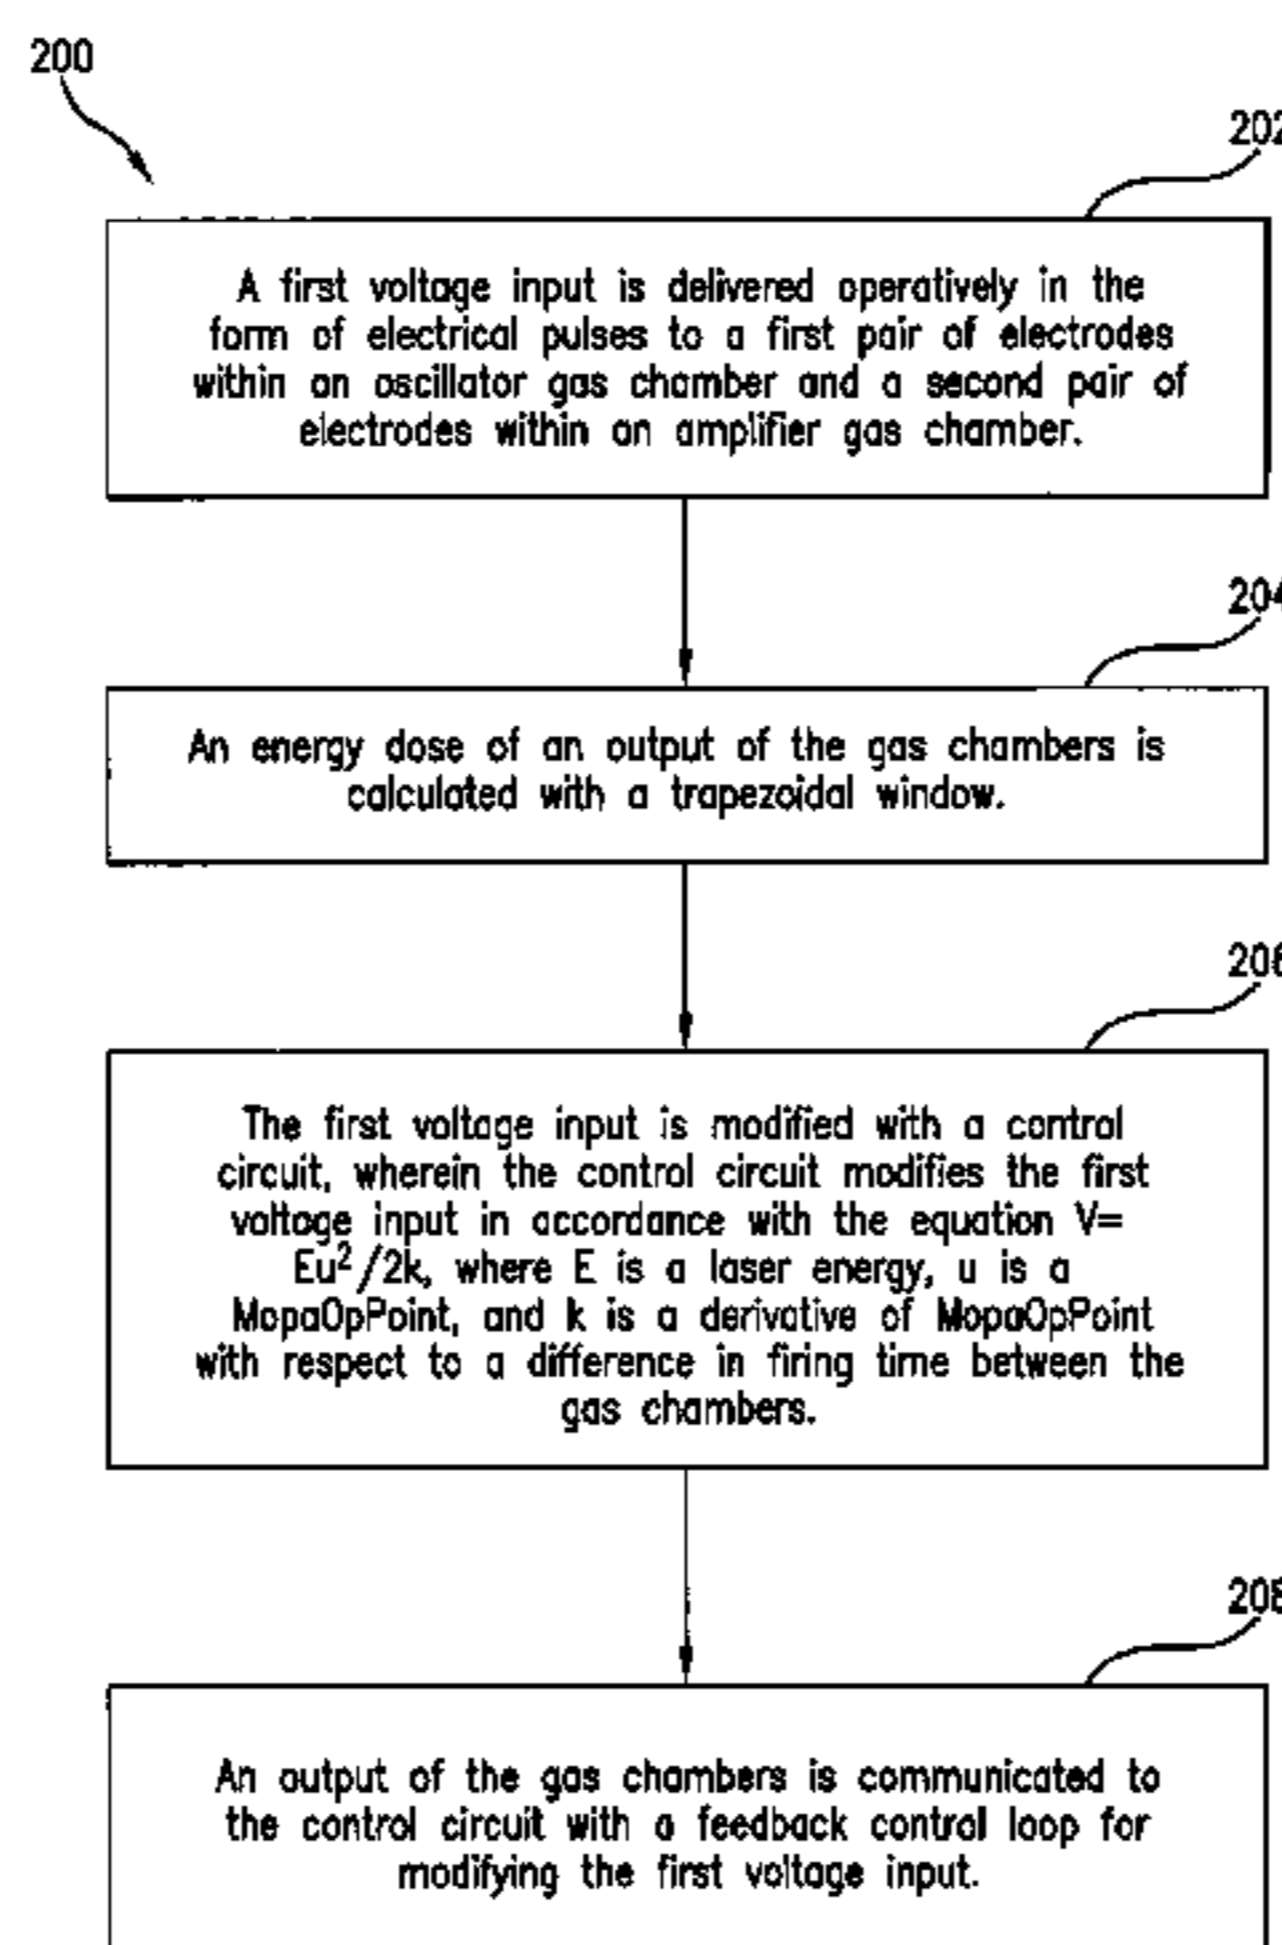 200
202
A first voltage input is delivered operatively in the
form of electrical pulses to a first pair of electrodes
within an oscillator gas chamber and a second pair of
electrodes within an amplifier gas chamber.
204
An energy dose of an output of the gas chambers is
calculated with a trapezoidal window.
206
The first voltage input is modified with a control
circuit, wherein the control circuit modifies the first
voltage input in accordance with the equation V=
Eu²/2k, where E is a laser energy, u is a
MopaOpPoint, and k is a derivative of MopaOpPoint
with respect to a difference in firing time between the
gas chambers.
208
An output of the gas chambers is communicated to
the control circuit with a feedback control loop for
modifying the first voltage input.